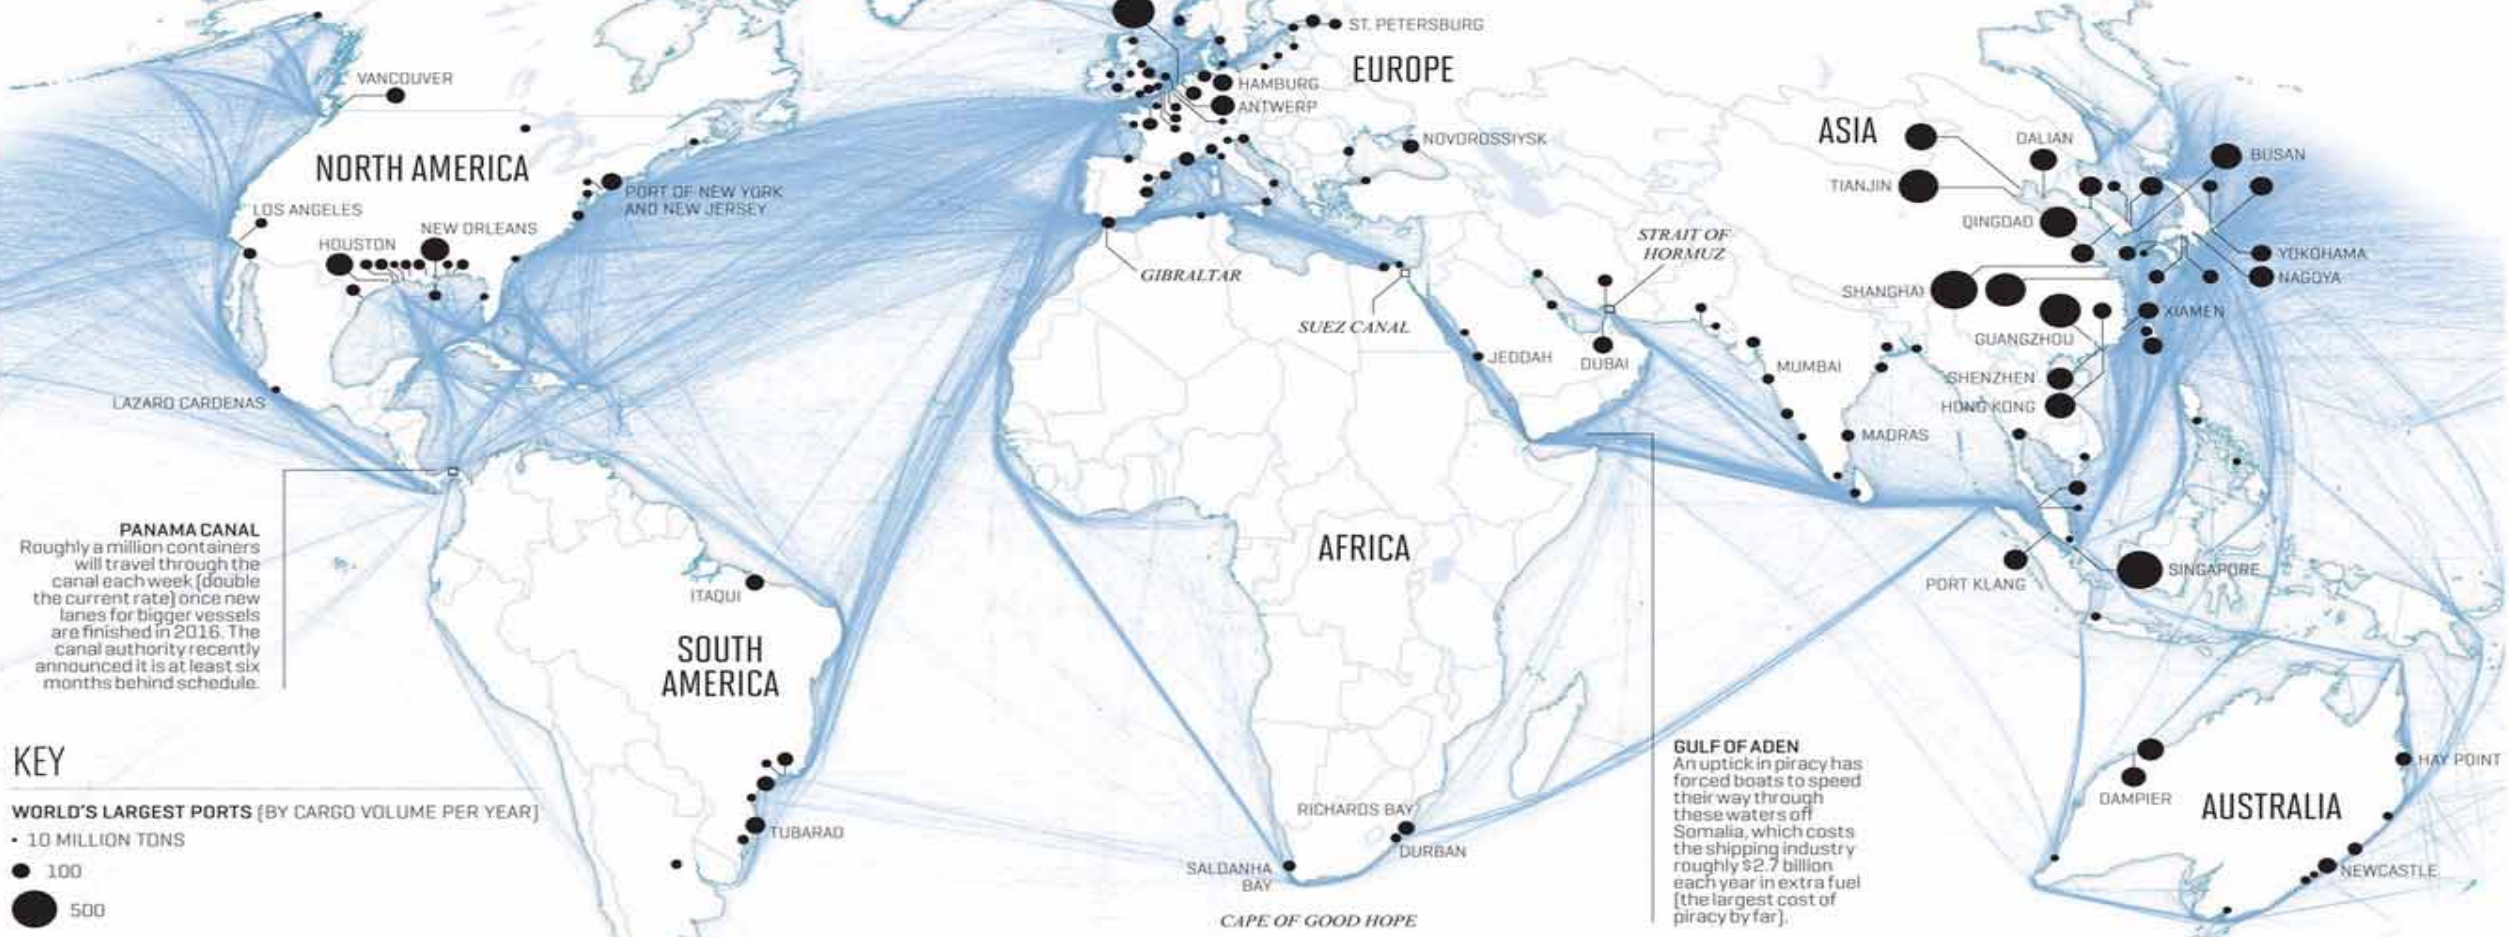 ST. PETERSBURG
EUROPE
VANCOUVER
HAMBURG
ANTWERP
NOVOROSSIYSK
ASIA
DALIAN
BUSAN
NORTH AMERICA
TIANJIN
PORT OF NEW YORK
AND NEW JERSEY
LOS ANGELES
NEW ORLEANS
HOUSTON
QINGDAO
STRAIT OF
HORMUZ
YOKOHAMA
NAGOYA
GIBRALTAR
SHANGHAI
SUEZ CANAL
XIAMEN
GUANGZHOU
JEDDAH
DUBAI
MUMBAI
SHENZHEN
LAZARO CARDENAS
HONG KONG
MADRAS
PANAMA CANAL
Roughly a million containers
will travel through the
canal each week (double
the current rate) once new
lanes for bigger vessels
are finished in 2016. The
canal authority recently
announced it is at least six
months behind schedule.
AFRICA
SINGAPORE
PORT KLANG
ITAQUI
SOUTH
AMERICA
GULF OF ADEN
An uptick in piracy has
forced boats to speed
their way through
these waters off
Somalia, which costs
the shipping industry
roughly $2.7 billion
each year in extra fuel
(the largest cost of
piracy by far).
HAY POINT
DAMPIER
AUSTRALIA
RICHARDS BAY
TUBARAO
DURBAN
SALDANHA
BAY
NEWCASTLE
CAPE OF GOOD HOPE
KEY
WORLD'S LARGEST PORTS (BY CARGO VOLUME PER YEAR)
10 MILLION TONS
100
500